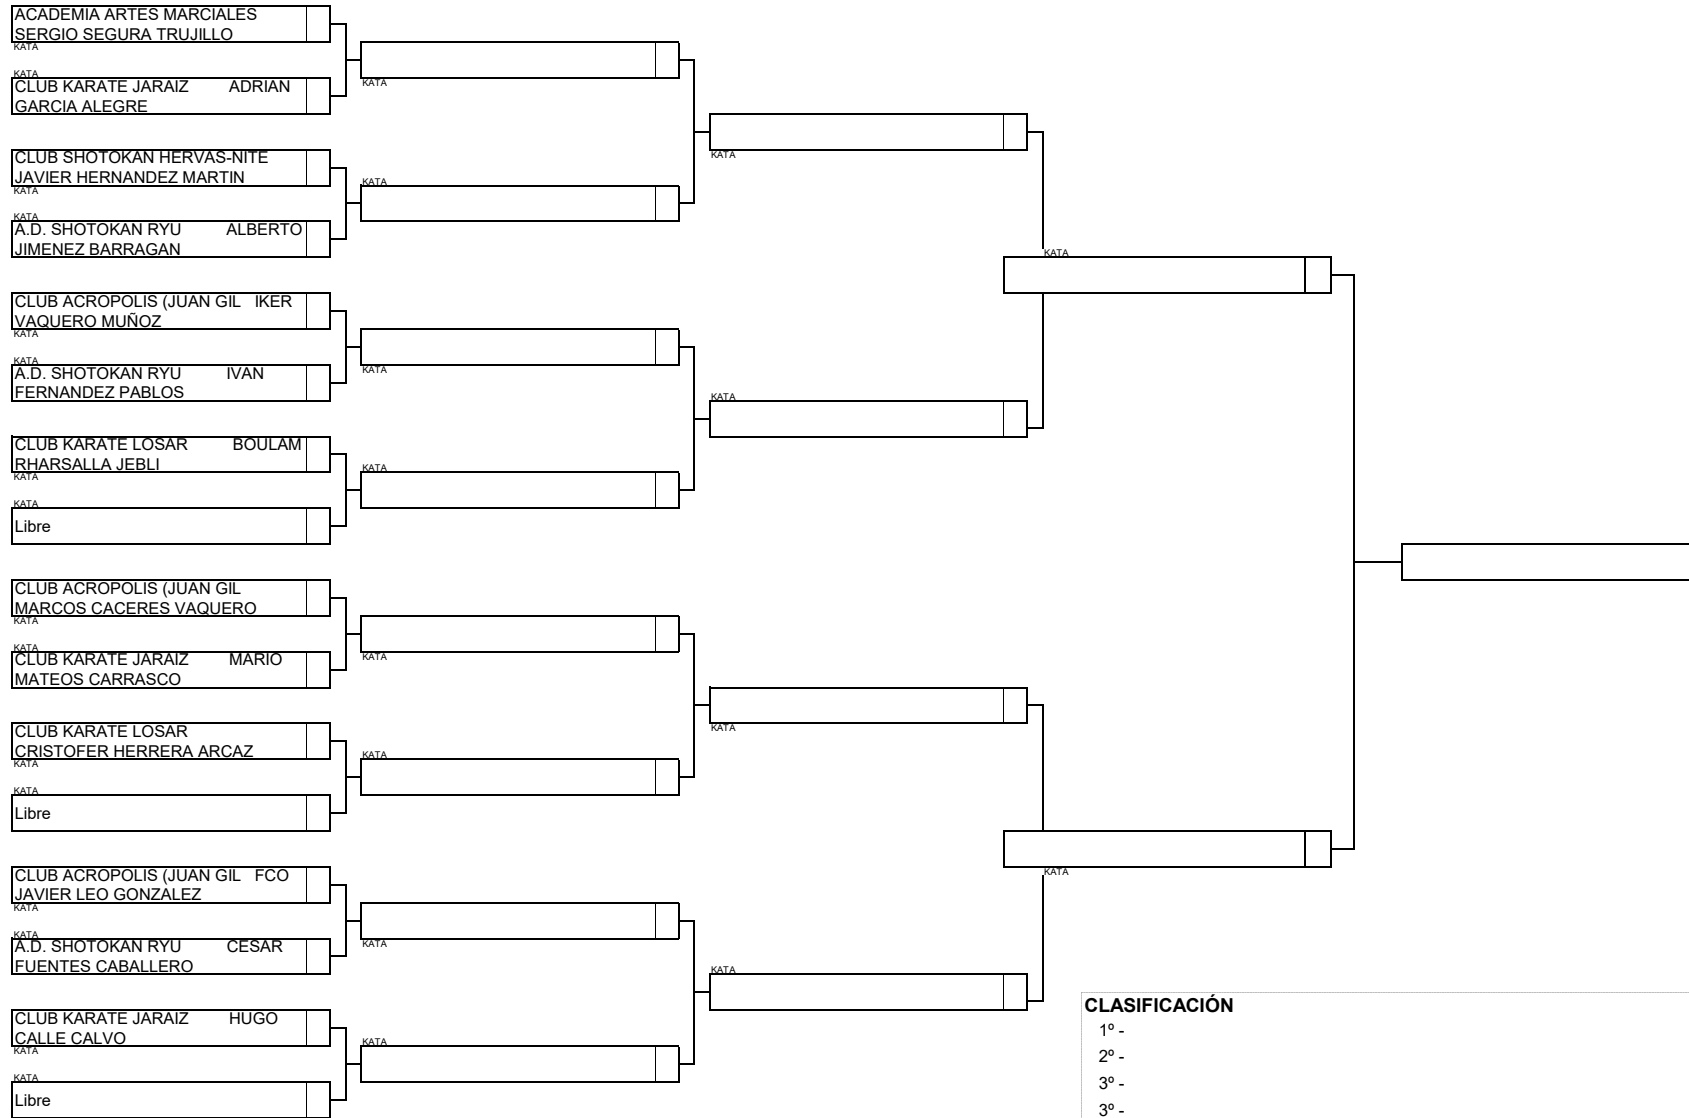 ACADEMIA ARTES MARCIALES
SERGIO SEGURA TRUJILLO
KATA
KATA
CLUB KARATE JARAIZ ADRIAN
GARCIA ALEGRE
KATA
CLUB SHOTOKAN HERVAS-NITE
JAVIER HERNANDEZ MARTIN
KATA
KATA
KATA
KATA
A.D. SHOTOKAN RYU ALBERTO
JIMENEZ BARRAGAN
KATA
CLUB ACROPOLIS (JUAN GIL IKER
VAQUERO MUÑOZ
KATA
KATA
A.D. SHOTOKAN RYU IVAN
FERNANDEZ PABLOS
KATA
KATA
CLUB KARATE LOSAR BOULAM
RHARSALLA JEBLI
KATA
KATA
KATA
Libre
CLUB ACROPOLIS (JUAN GIL
MARCOS CACERES VAQUERO
KATA
KATA
CLUB KARATE JARAIZ MARIO
MATEOS CARRASCO
KATA
CLUB KARATE LOSAR
CRISTOFER HERRERA ARCAZ
KATA
KATA
KATA
KATA
Libre
KATA
CLUB ACROPOLIS (JUAN GIL FCO
JAVIER LEO GONZALEZ
KATA
KATA
A.D. SHOTOKAN RYU CESAR
FUENTES CABALLERO
KATA
KATA
CLUB KARATE JARAIZ HUGO
CALLE CALVO
KATA
KATA
KATA
Libre
CLASIFICACIÓN
1º -
2º -
3º -
3º -